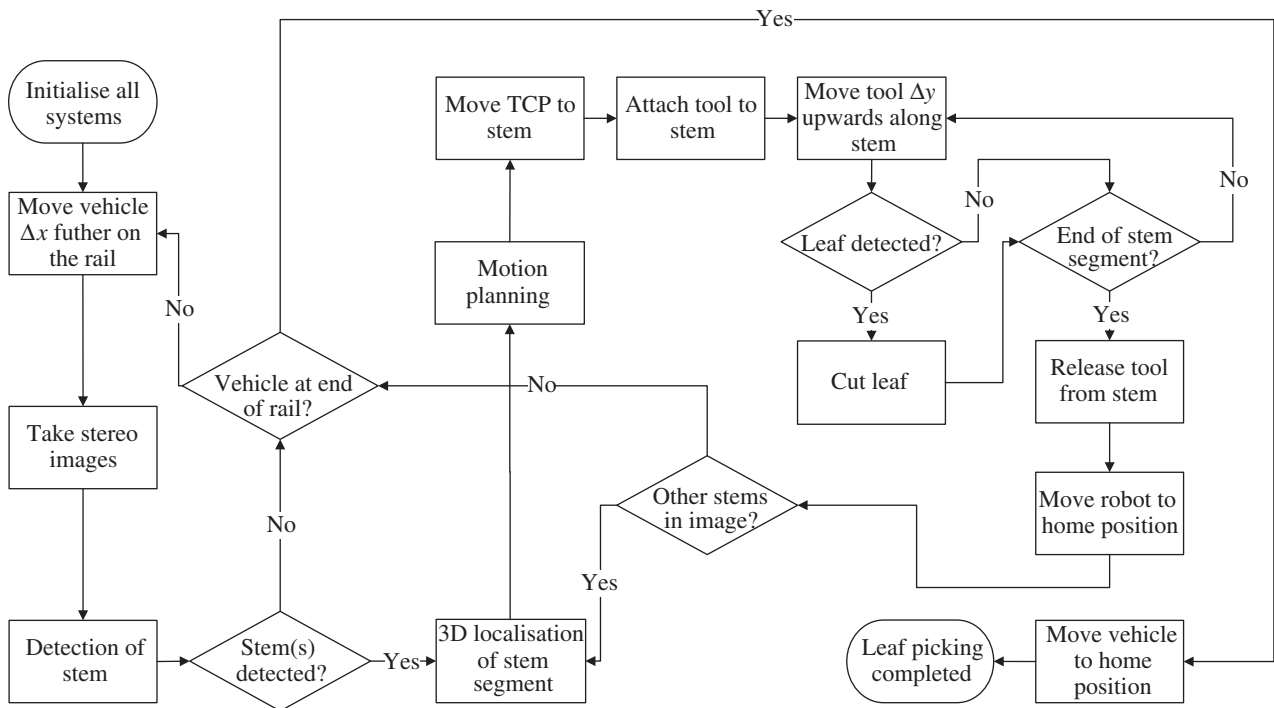 Yes
Initialise all
systems
Move TCP to
stem
Attach tool to
stem
Move tool Δy
upwards along
stem
No
No
Move vehicle
Δx futher on
the rail
Leaf detected?
End of stem
segment?
Motion
planning
No
Yes
Yes
Vehicle at end
of rail?
No
Cut leaf
Release tool
from stem
Take stereo
images
Other stems
in image?
Move robot to
home position
No
Yes
Detection of
stem
Stem(s)
detected?
Yes
3D localisation
of stem
segment
Leaf picking
completed
Move vehicle
to home
position